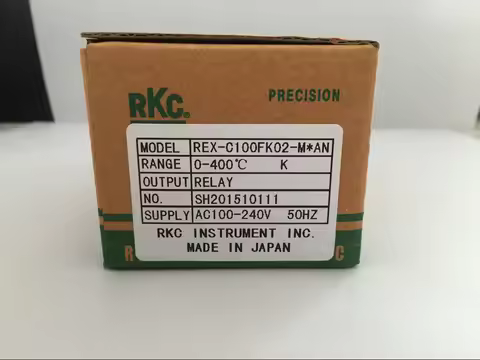 RKC. PRECISION
MODEL REX-C100FK02-M*AN
RANGE 0-400℃ K
OUTPUT RELAY
NO. SH201510111
SUPPLY AC100-240V 50HZ
RKC INSTRUMENT INC.
MADE IN JAPAN